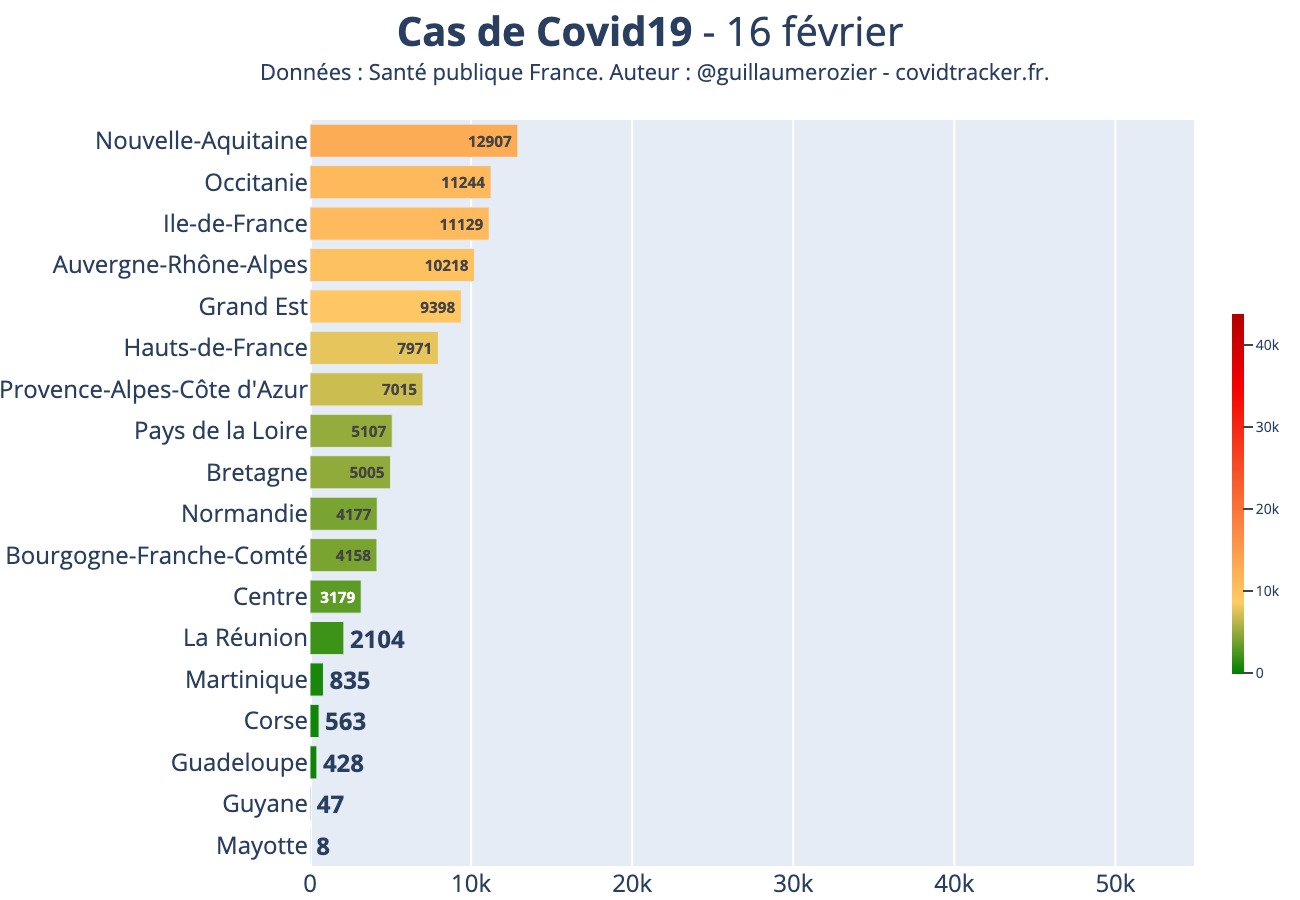 Cas de Covid19 - 16 février
Données : Santé publique France. Auteur : @guillaumerozier - covidtracker.fr.
Nouvelle-Aquitaine 12907
Occitanie 11244
Ile-de-France 11129
Auvergne-Rhône-Alpes 10218
Grand Est 9398
Hauts-de-France 7971
Provence-Alpes-Côte d'Azur 7015
Pays de la Loire 5107
Bretagne 5005
Normandie 4177
Bourgogne-Franche-Comté 4158
Centre 3179
La Réunion 2104
Martinique 835
Corse 563
Guadeloupe 428
Guyane 47
Mayotte 8
0 10k 20k 30k 40k 50k
40k
30k
20k
10k
0